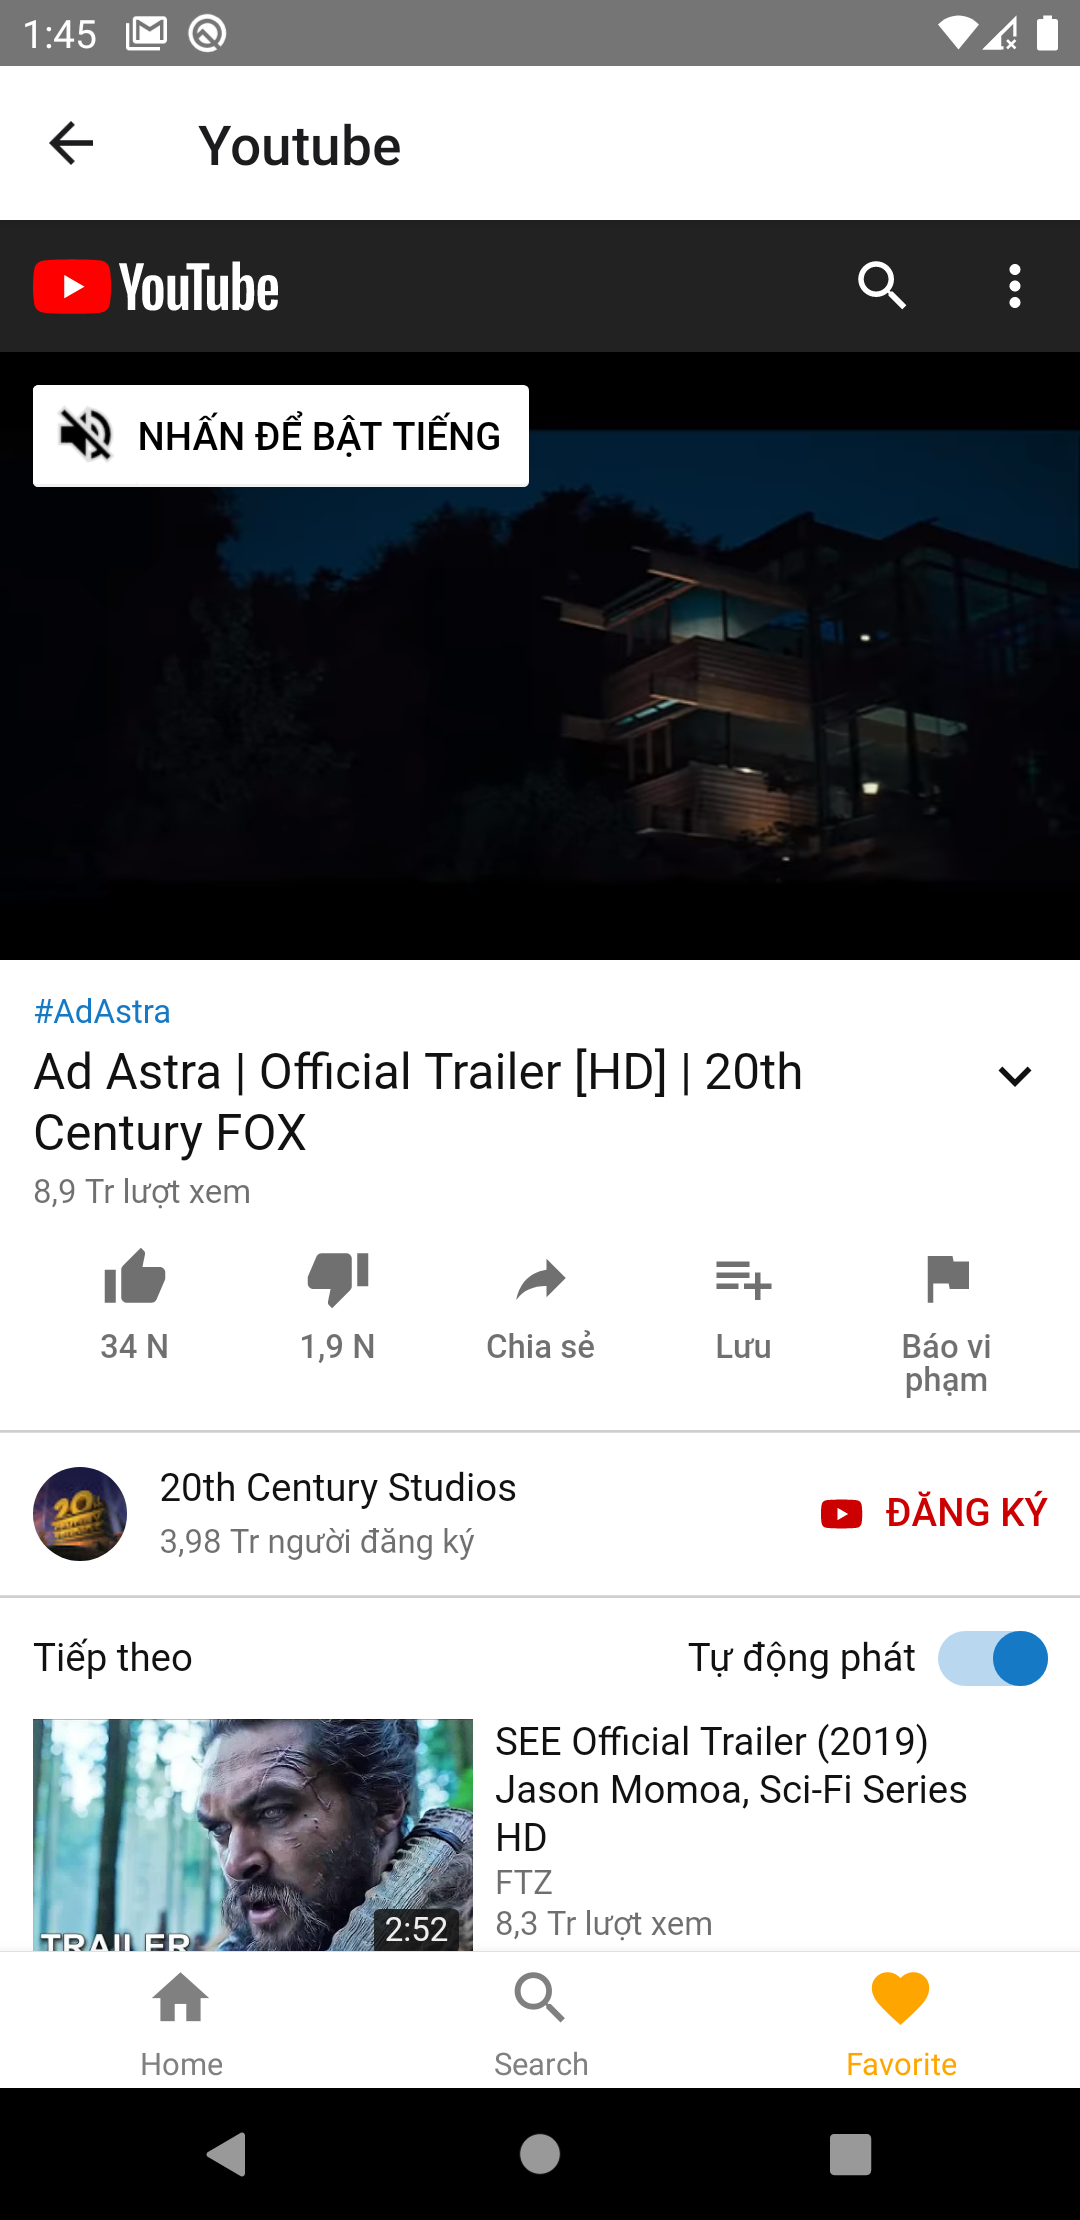 1:45
Youtube
YouTube
NHẤN ĐỂ BẬT TIẾNG
#AdAstra
Ad Astra | Official Trailer [HD] | 20th
Century FOX
8,9 Tr lượt xem
34 N
1,9 N
Chia sẻ
Lưu
Báo vi
phạm
20th Century Studios
3,98 Tr người đăng ký
ĐĂNG KÝ
Tiếp theo
Tự động phát
TRAILER
2:52
SEE Official Trailer (2019)
Jason Momoa, Sci-Fi Series
HD
FTZ
8,3 Tr lượt xem
Home
Search
Favorite